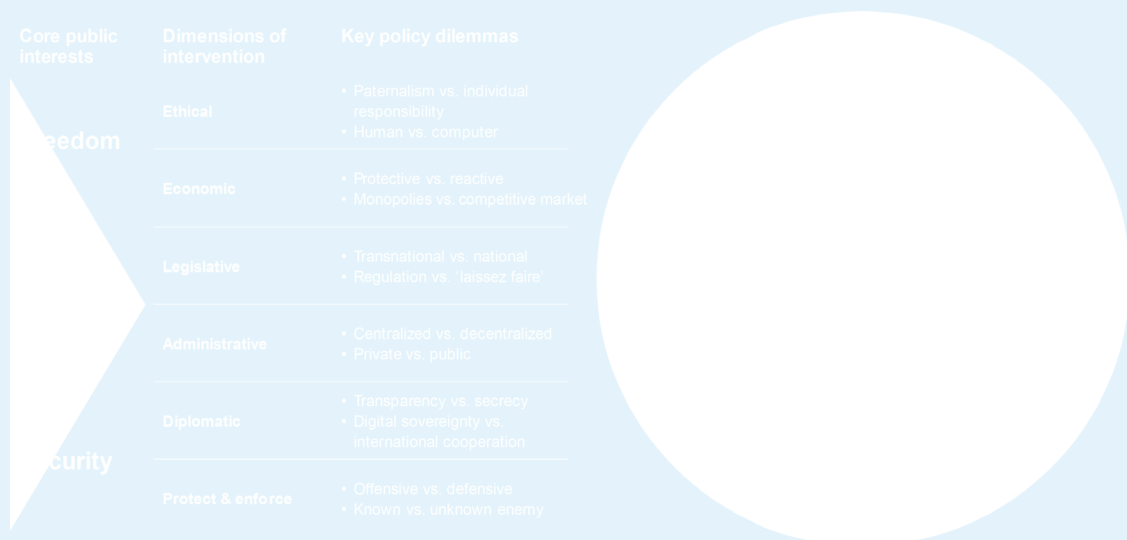 Core public
interests
Dimensions of
intervention
Key policy dilemmas
eedom
Ethical
• Paternalism vs. individual
responsibility
• Human vs. computer
Economic
• Protective vs. reactive
• Monopolies vs. competitive market
Legislative
• Transnational vs. national
• Regulation vs. ‘laissez faire’
Administrative
• Centralized vs. decentralized
• Private vs. public
Diplomatic
• Transparency vs. secrecy
• Digital sovereignty vs.
international cooperation
curity
Protect & enforce
• Offensive vs. defensive
• Known vs. unknown enemy